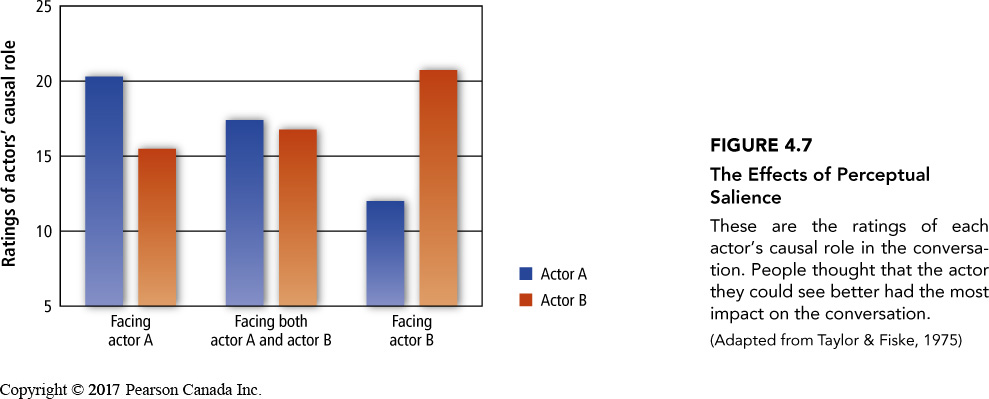 25
20
15
10
5
Ratings of actors' causal role
Facing
actor A
Facing both
actor A and actor B
Facing
actor B
Actor A
Actor B
FIGURE 4.7
The Effects of Perceptual
Salience
These are the ratings of each
actor's causal role in the conversa-
tion. People thought that the actor
they could see better had the most
impact on the conversation.
(Adapted from Taylor & Fiske, 1975)
Copyright © 2017 Pearson Canada Inc.